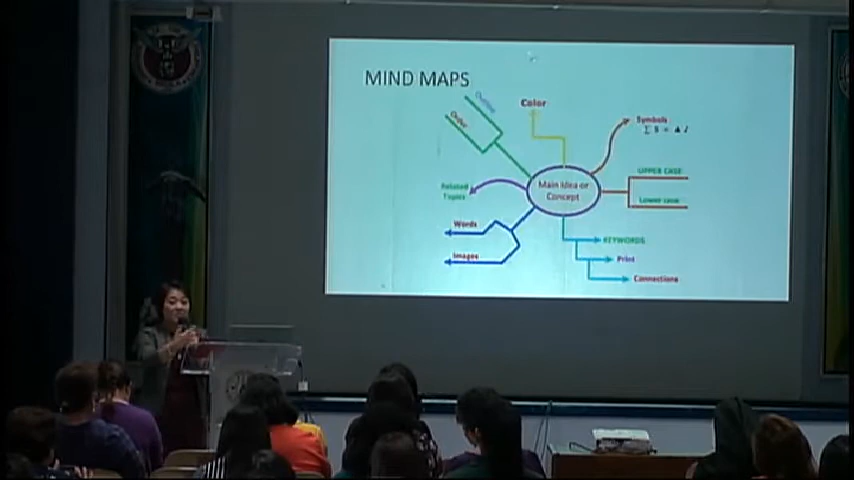 MIND MAPS
Outline
Order
Color
Symbols
∑ $ = ▲ ♪
UPPER CASE
Main Idea or
Concept
Related
Topics
Lower case
Words
KEYWORDS
Images
Print
Connections